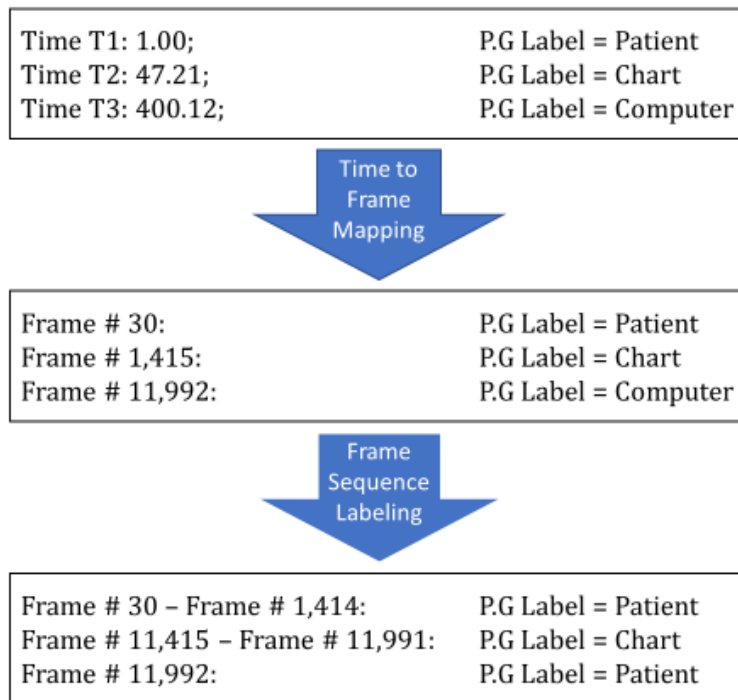 Time T1: 1.00; P.G Label = Patient
Time T2: 47.21; P.G Label = Chart
Time T3: 400.12; P.G Label = Computer
Time to
Frame
Mapping
Frame # 30: P.G Label = Patient
Frame # 1,415: P.G Label = Chart
Frame # 11,992: P.G Label = Computer
Frame
Sequence
Labeling
Frame # 30 – Frame # 1,414: P.G Label = Patient
Frame # 11,415 – Frame # 11,991: P.G Label = Chart
Frame # 11,992: P.G Label = Patient